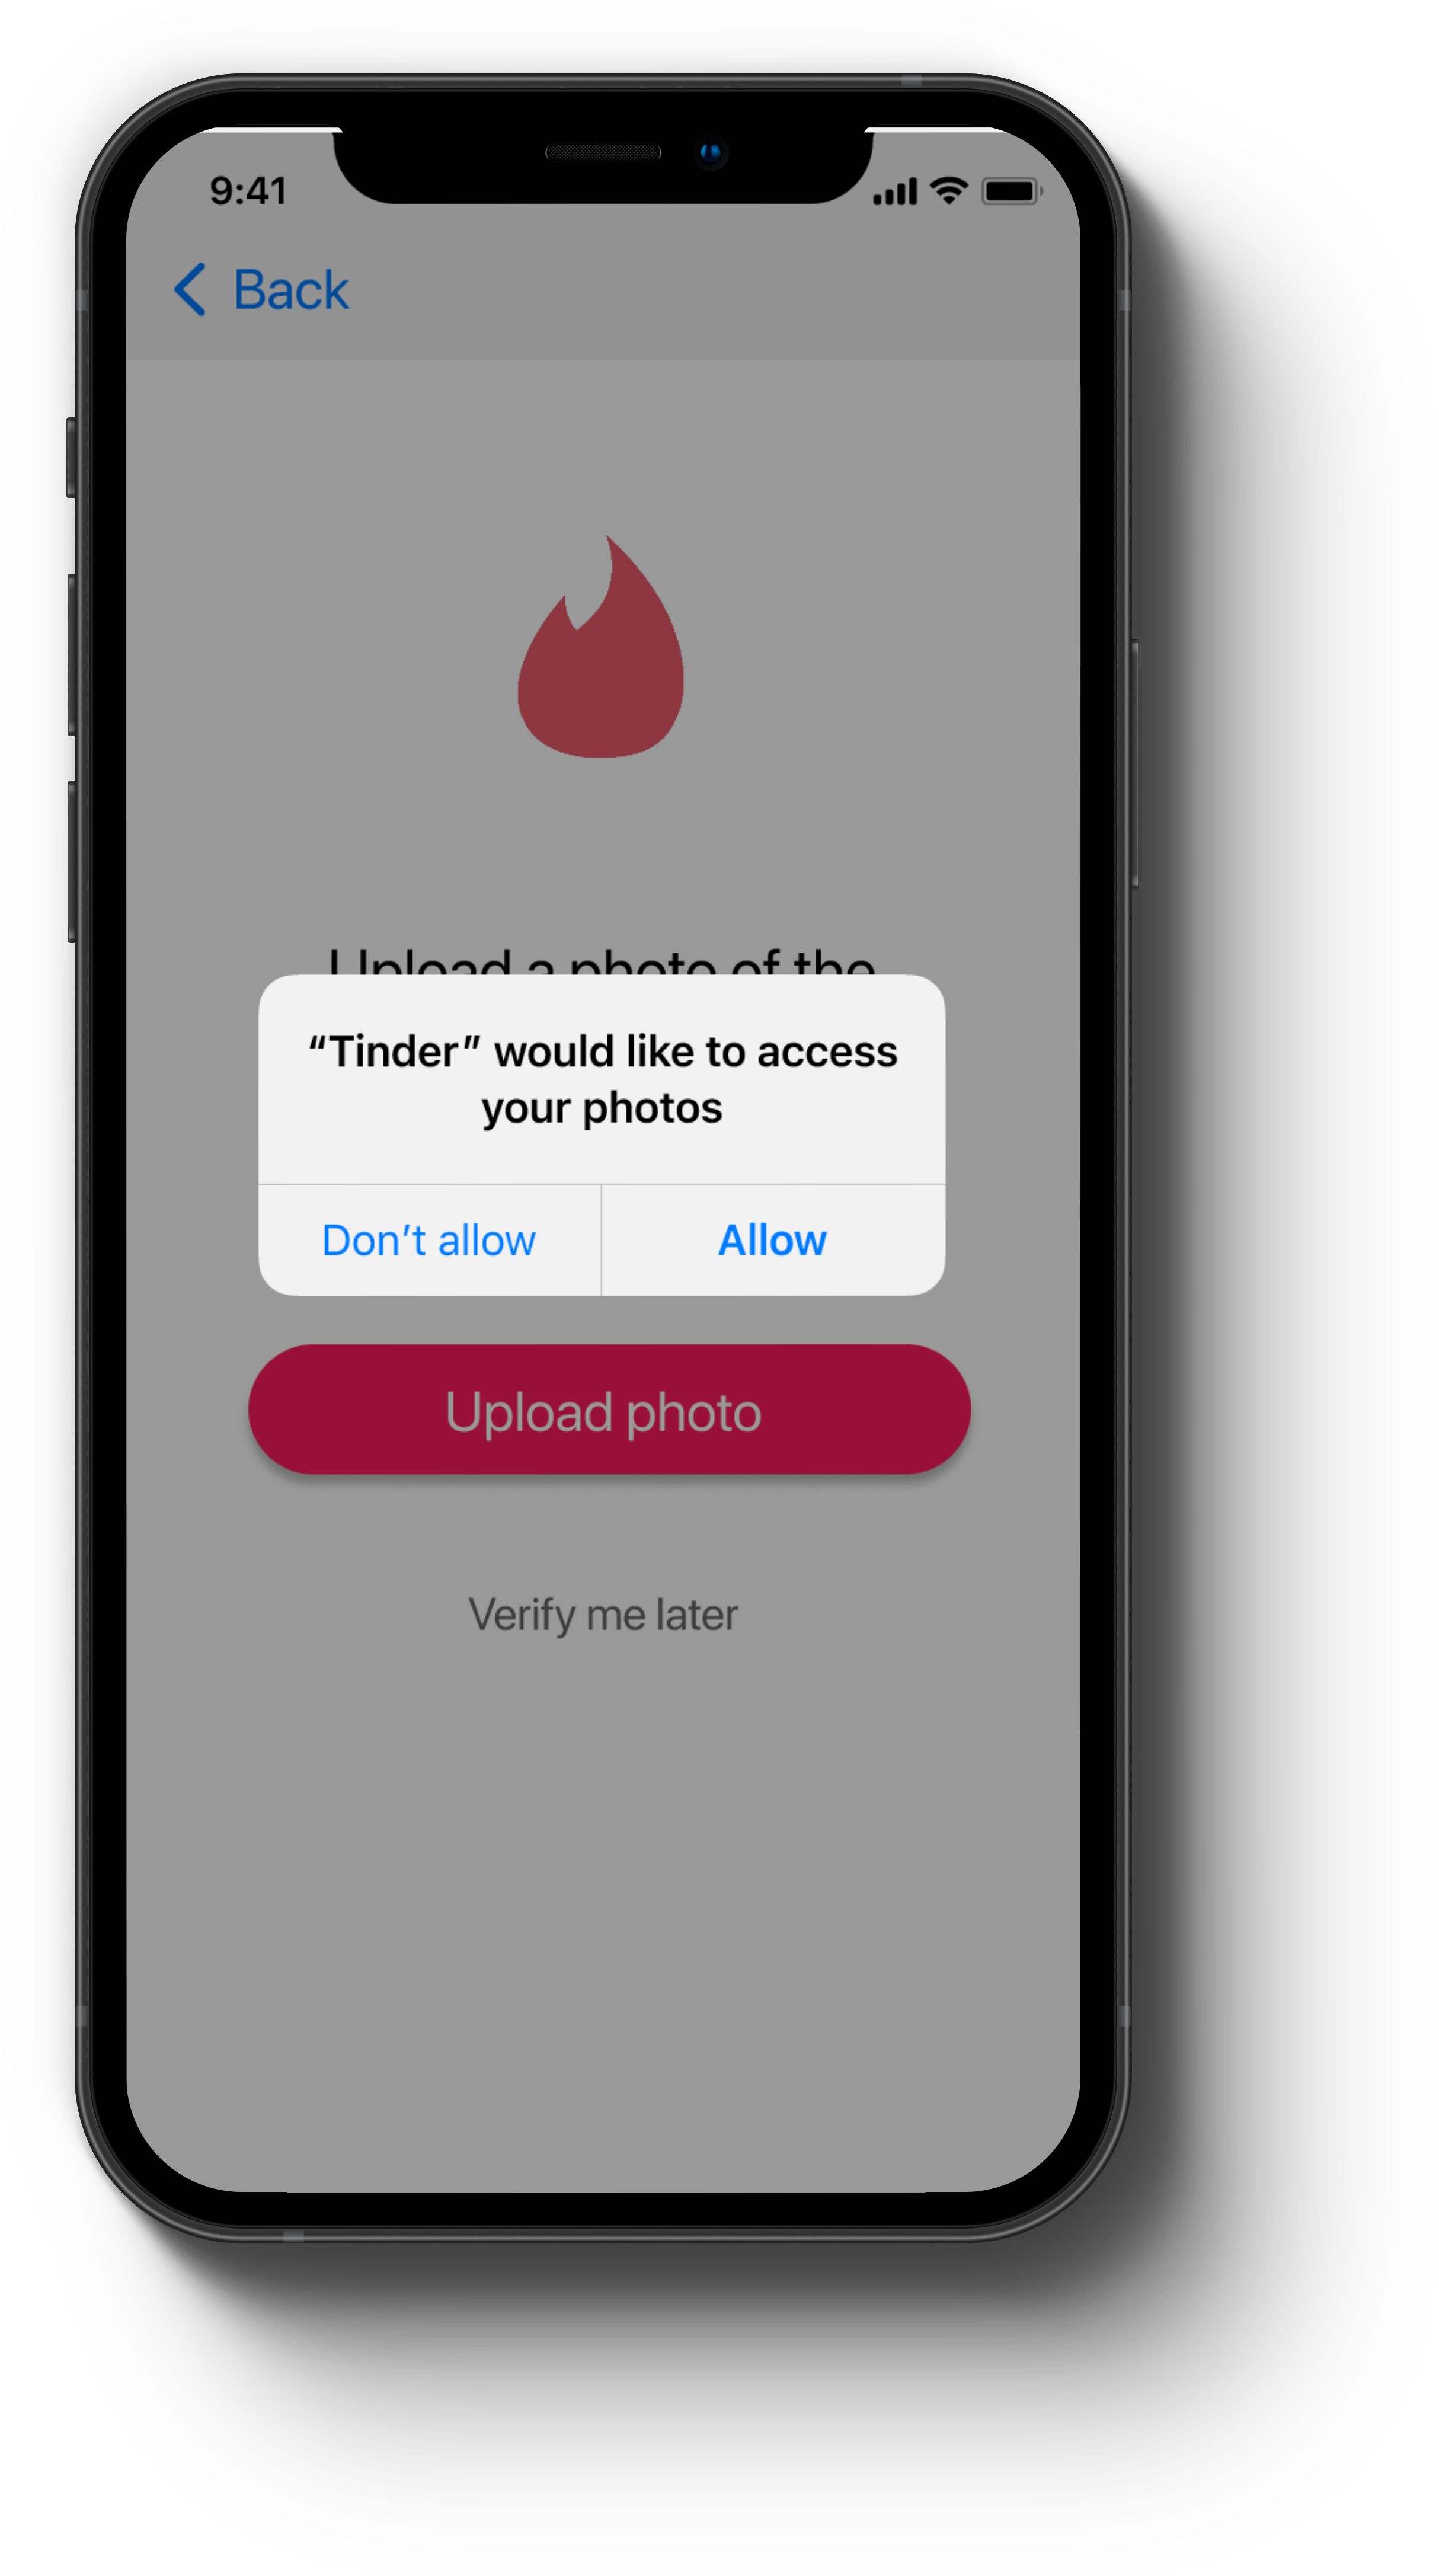 9:41
Back
Upload a photo of the
“Tinder” would like to access
your photos
Don’t allow
Allow
Upload photo
Verify me later